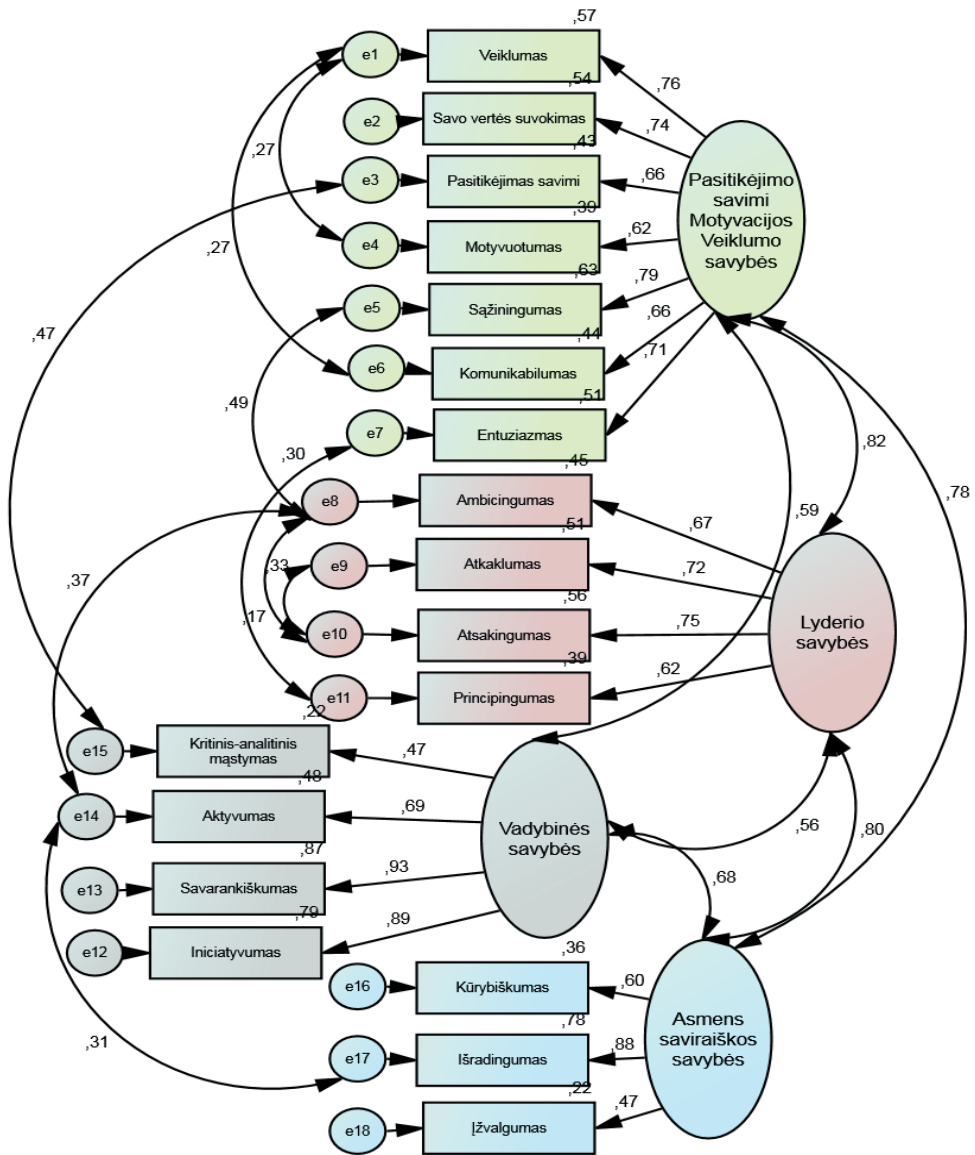 ,57
e1
Veiklumas
,76
,54
e2
Savo vertės suvokimas
,74
,43
e3
Pasitikėjimas savimi
,66
,27
,39
e4
Motyvuotumas
,62
Pasitikėjimo
savimi
Motyvacijos
Veiklumo
savybės
,27
,63
e5
Sąžiningumas
,79
,47
,44
e6
Komunikabilumas
,66
,49
,51
e7
Entuziazmas
,71
,30
,45
e8
Ambicingumas
,67
,82
,78
,59
,51
e9
Atkaklumas
,72
,33
,37
,56
e10
Atsakingumas
,75
Lyderio
savybės
,17
,39
e11
Principingumas
,62
,22
e15
Kritinis-analitinis
mąstymas
,47
,48
e14
Aktyvumas
,69
Vadybinės
savybės
,56
,80
,87
e13
Savarankiškumas
,93
,68
,79
e12
Iniciatyvumas
,89
,36
e16
Kūrybiškumas
,60
Asmens
saviraiškos
savybės
,31
,78
e17
Išradingumas
,88
,22
e18
Įžvalgumas
,47